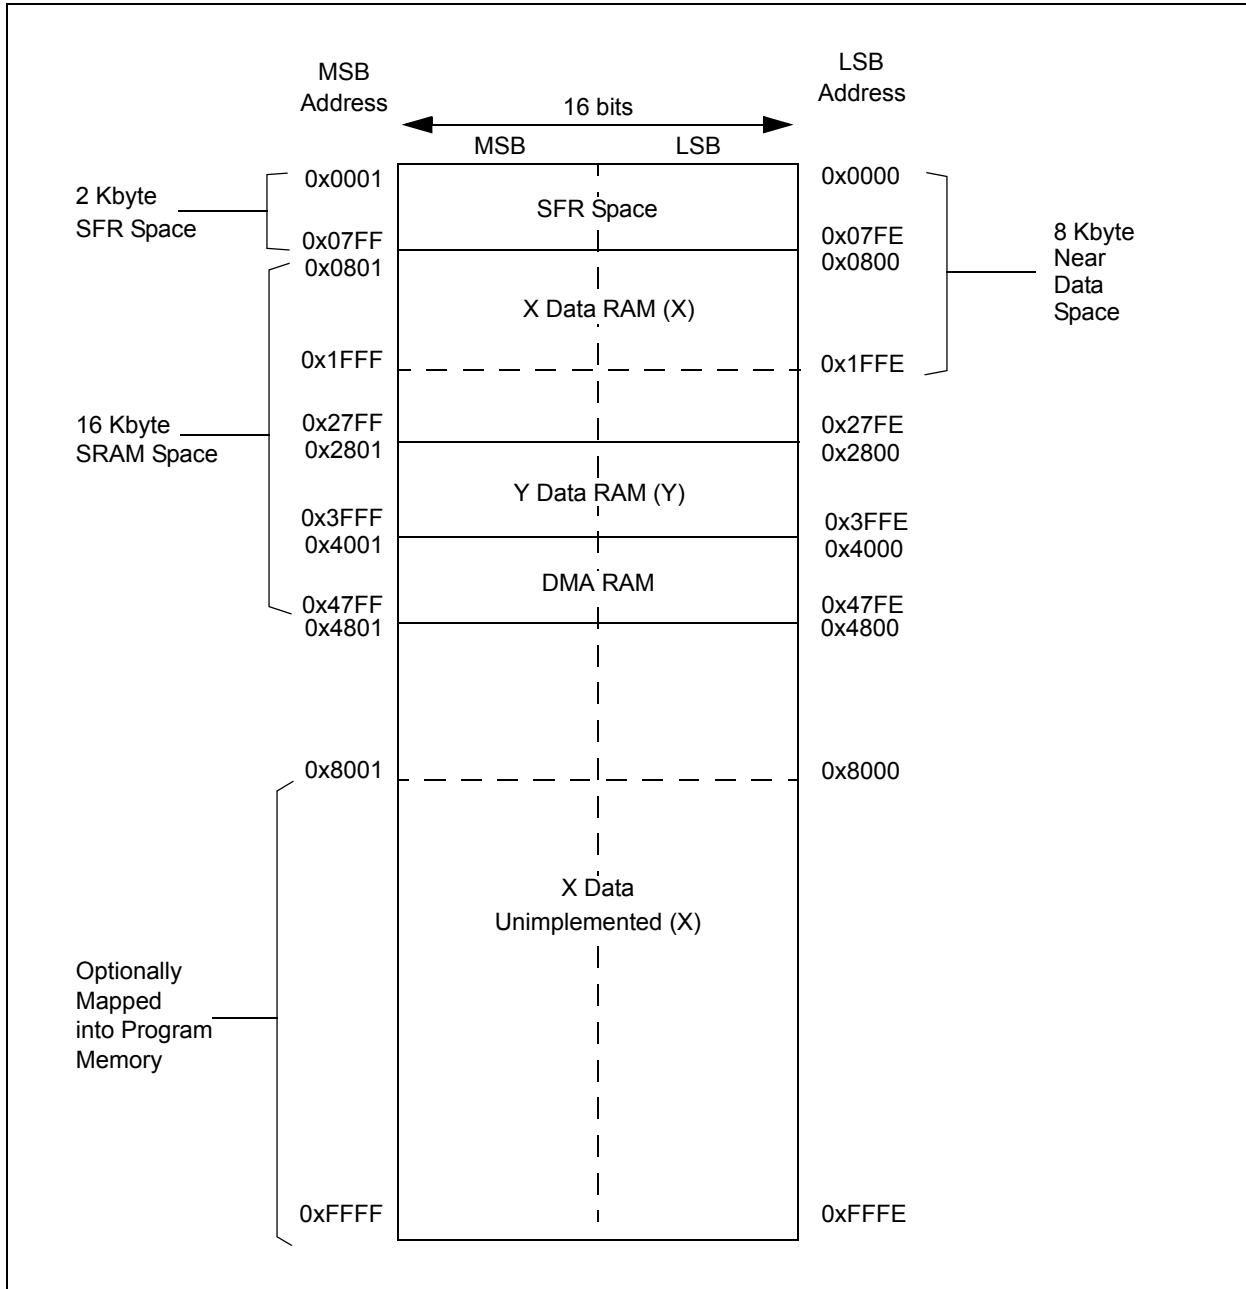 MSB
Address
LSB
Address
16 bits
MSB
LSB
2 Kbyte
SFR Space
0x0001
0x07FF
0x0801
SFR Space
0x0000
0x07FE
0x0800
8 Kbyte
Near
Data
Space
X Data RAM (X)
0x1FFF
0x1FFE
16 Kbyte
SRAM Space
0x27FF
0x2801
0x27FE
0x2800
Y Data RAM (Y)
0x3FFF
0x4001
0x3FFE
0x4000
DMA RAM
0x47FF
0x4801
0x47FE
0x4800
0x8001
0x8000
X Data
Unimplemented (X)
Optionally
Mapped
into Program
Memory
0xFFFF
0xFFFE